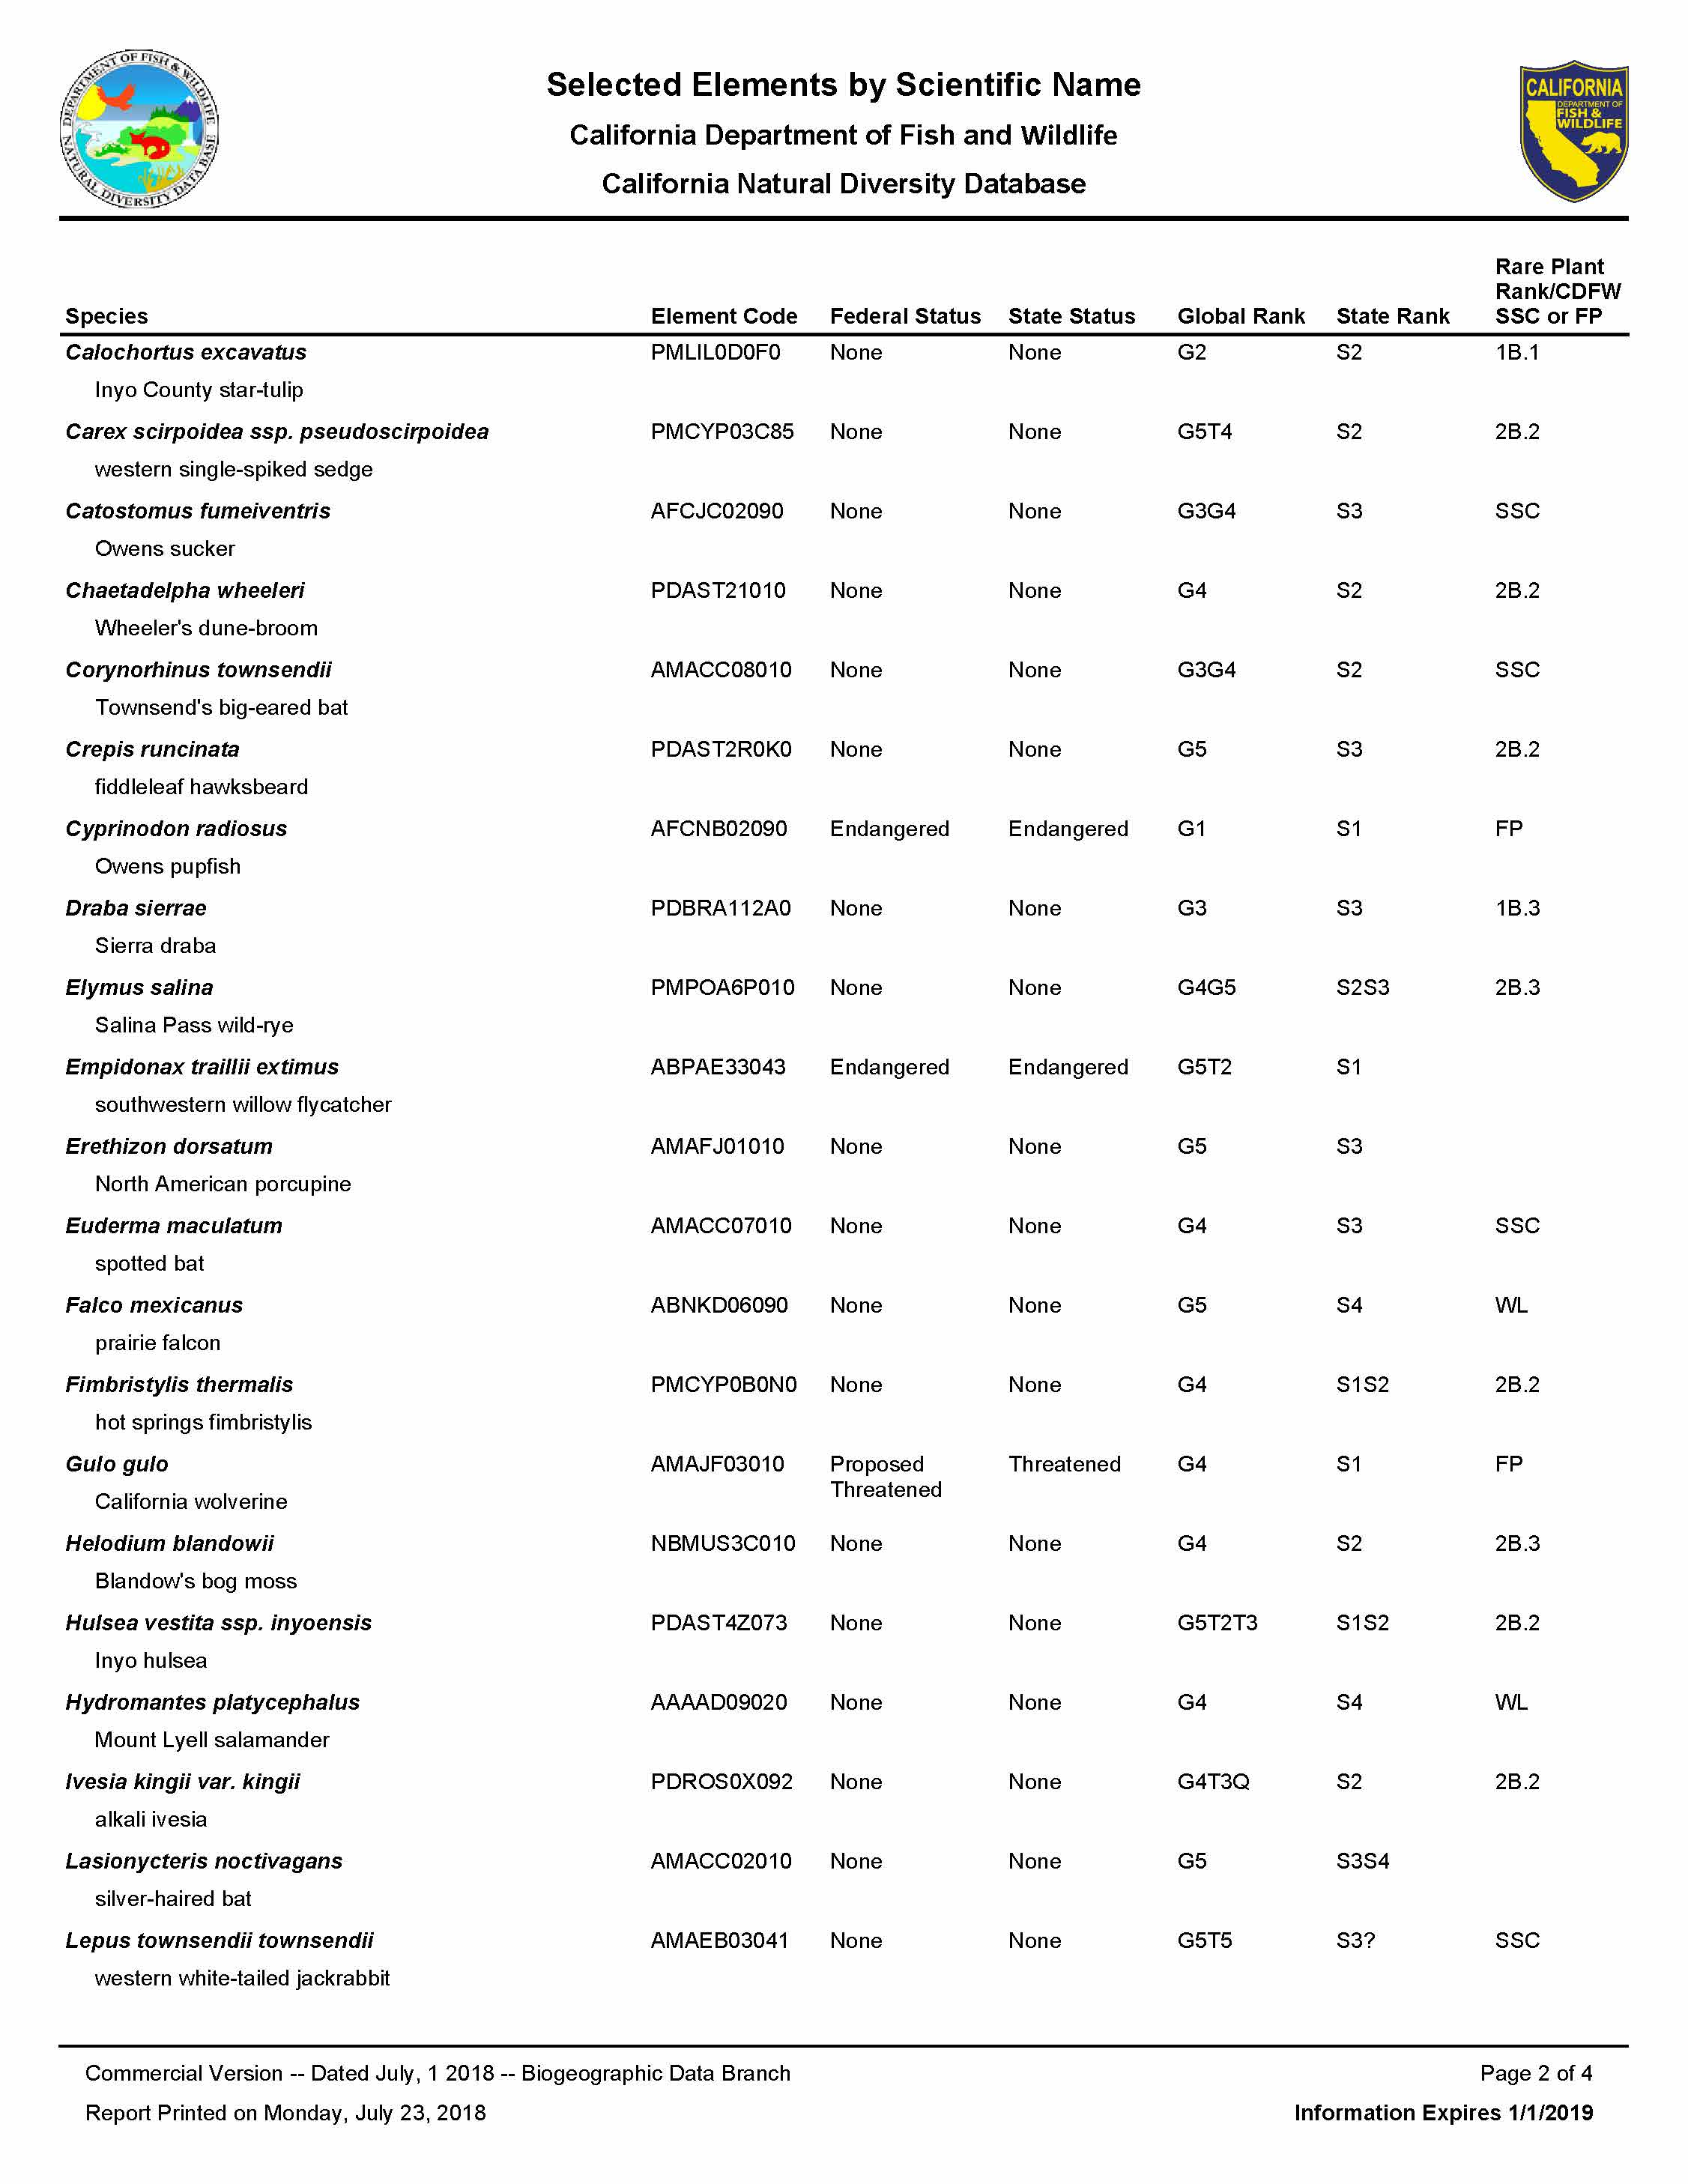 DEPARTMENT OF FISH & WILDLIFE
NATURAL DIVERSITY DATA BASE
CALIFORNIA
DEPARTMENT OF
FISH &
WILDLIFE
Selected Elements by Scientific Name
California Department of Fish and Wildlife
California Natural Diversity Database
Species Element Code Federal Status State Status Global Rank State Rank Rare Plant Rank/CDFW SSC or FP
Calochortus excavatus PMLIL0D0F0 None None G2 S2 1B.1
Inyo County star-tulip
Carex scirpoidea ssp. pseudoscirpoidea PMCYP03C85 None None G5T4 S2 2B.2
western single-spiked sedge
Catostomus fumeiventris AFCJC02090 None None G3G4 S3 SSC
Owens sucker
Chaetadelpha wheeleri PDAST21010 None None G4 S2 2B.2
Wheeler's dune-broom
Corynorhinus townsendii AMACC08010 None None G3G4 S2 SSC
Townsend's big-eared bat
Crepis runcinata PDAST2R0K0 None None G5 S3 2B.2
fiddleleaf hawksbeard
Cyprinodon radiosus AFCNB02090 Endangered Endangered G1 S1 FP
Owens pupfish
Draba sierrae PDBRA112A0 None None G3 S3 1B.3
Sierra draba
Elymus salina PMPOA6P010 None None G4G5 S2S3 2B.3
Salina Pass wild-rye
Empidonax traillii extimus ABPAE33043 Endangered Endangered G5T2 S1
southwestern willow flycatcher
Erethizon dorsatum AMAFJ01010 None None G5 S3
North American porcupine
Euderma maculatum AMACC07010 None None G4 S3 SSC
spotted bat
Falco mexicanus ABNKD06090 None None G5 S4 WL
prairie falcon
Fimbristylis thermalis PMCYP0B0N0 None None G4 S1S2 2B.2
hot springs fimbristylis
Gulo gulo AMAJF03010 Proposed Threatened Threatened G4 S1 FP
California wolverine
Helodium blandowii NBMUS3C010 None None G4 S2 2B.3
Blandow's bog moss
Hulsea vestita ssp. inyoensis PDAST4Z073 None None G5T2T3 S1S2 2B.2
Inyo hulsea
Hydromantes platycephalus AAAAD09020 None None G4 S4 WL
Mount Lyell salamander
Ivesia kingii var. kingii PDROS0X092 None None G4T3Q S2 2B.2
alkali ivesia
Lasionycteris noctivagans AMACC02010 None None G5 S3S4
silver-haired bat
Lepus townsendii townsendii AMAEB03041 None None G5T5 S3? SSC
western white-tailed jackrabbit
Commercial Version -- Dated July, 1 2018 -- Biogeographic Data Branch Page 2 of 4
Report Printed on Monday, July 23, 2018 Information Expires 1/1/2019